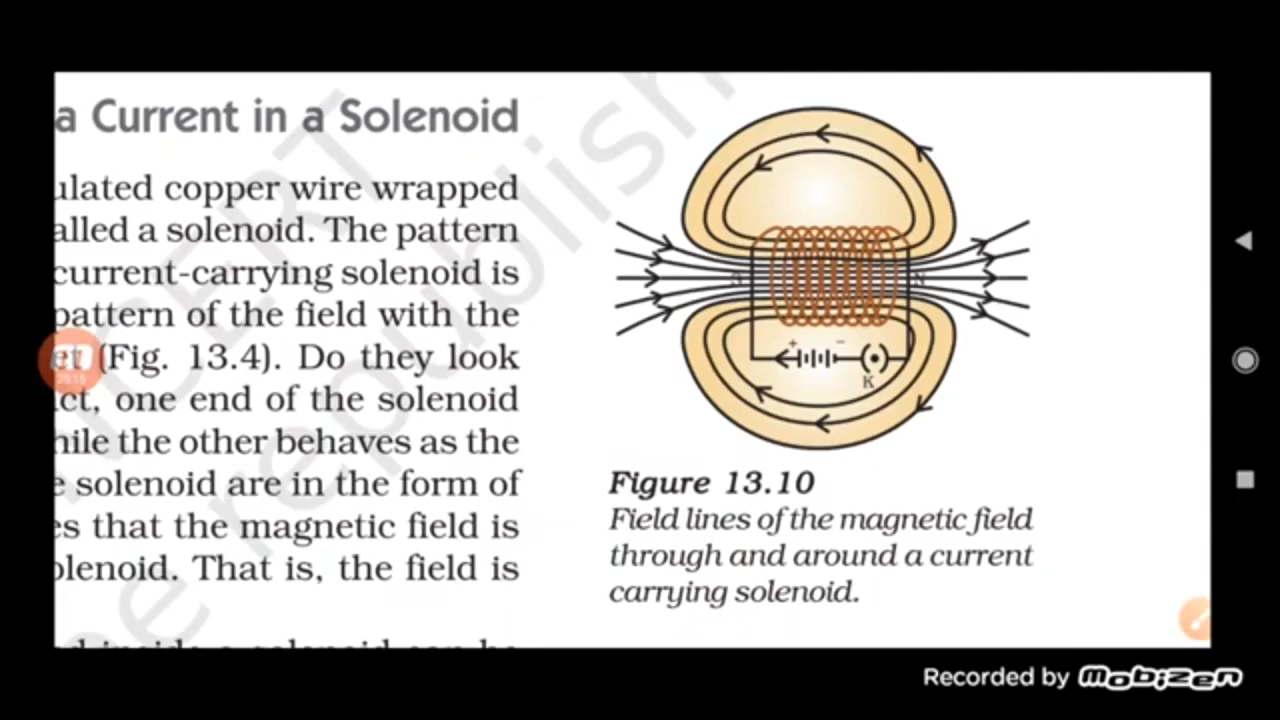 a Current in a Solenoid
ulated copper wire wrapped
alled a solenoid. The pattern
current-carrying solenoid is
pattern of the field with the
et (Fig. 13.4). Do they look
ct, one end of the solenoid
hile the other behaves as the
e solenoid are in the form of
es that the magnetic field is
olenoid. That is, the field is
republish
+ −
K
Figure 13.10
Field lines of the magnetic field
through and around a current
carrying solenoid.
Recorded by Mobizen